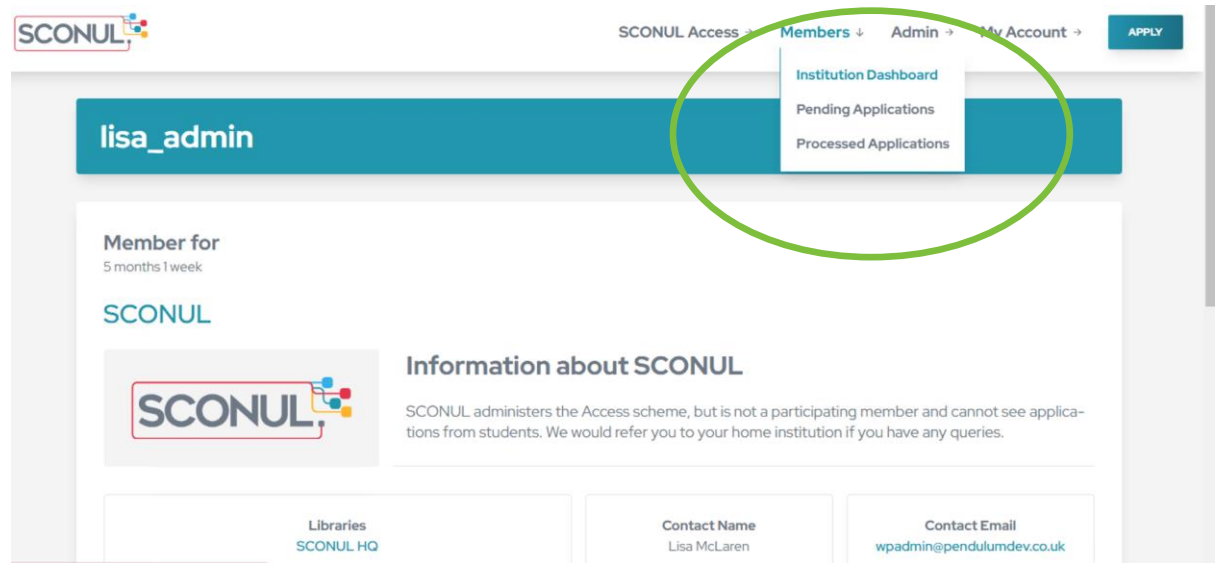 SCONUL
SCONUL Access → Members ↓ Admin → My Account → APPLY
Institution Dashboard
Pending Applications
Processed Applications
lisa_admin
Member for
5 months 1 week
SCONUL
SCONUL
Information about SCONUL
SCONUL administers the Access scheme, but is not a participating member and cannot see applica-
tions from students. We would refer you to your home institution if you have any queries.
Libraries
SCONUL HQ
Contact Name
Lisa McLaren
Contact Email
wpadmin@pendulumdev.co.uk